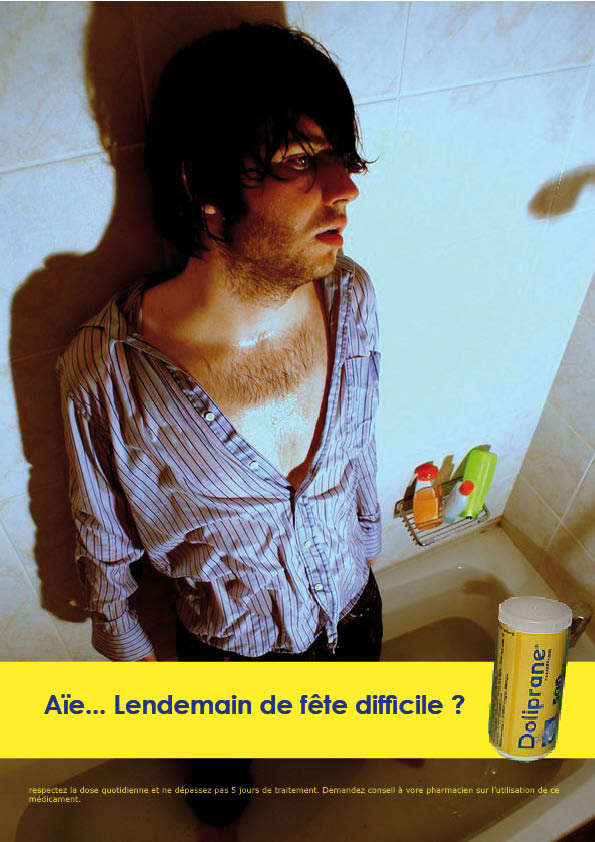 Aïe... Lendemain de fête difficile ?
Doliprane
500
respectez la dose quotidienne et ne dépassez pas 5 jours de traitement. Demandez conseil à vore pharmacien sur l'utilisation de ce
médicament.